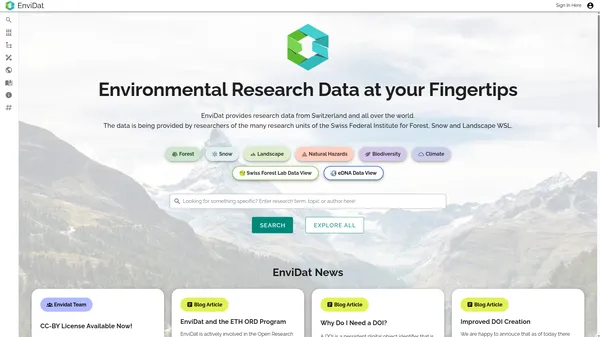 EnviDat
Sign In Here
Environmental Research Data at your Fingertips
EnviDat provides research data from Switzerland and all over the world.
The data is being provided by researchers of the many research units of the Swiss Federal Institute for Forest, Snow and Landscape WSL.
Forest
Snow
Landscape
Natural Hazards
Biodiversity
Climate
Swiss Forest Lab Data View
eDNA Data View
Looking for something specific? Enter research term, topic or author here!
SEARCH
EXPLORE ALL
EnviDat News
Envidat Team
Blog Article
Blog Article
Blog Article
CC-BY License Available Now!
EnviDat and the ETH ORD Program
Why Do I Need a DOI?
Improved DOI Creation
EnviDat is actively involved in the Open Research
A DOI is a persistent digital object identifier that is
We are happy to announce that as of today there